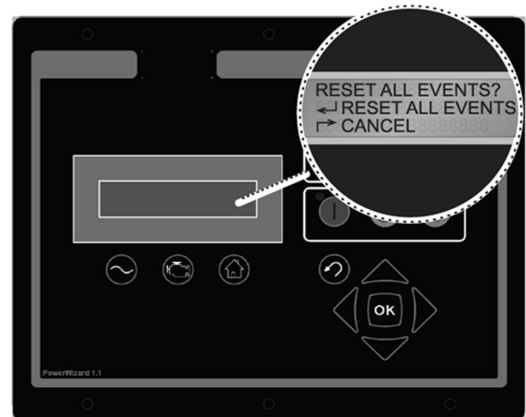 RESET ALL EVENTS?
↵ RESET ALL EVENTS
↱ CANCEL
OK
PowerWizard 1.1